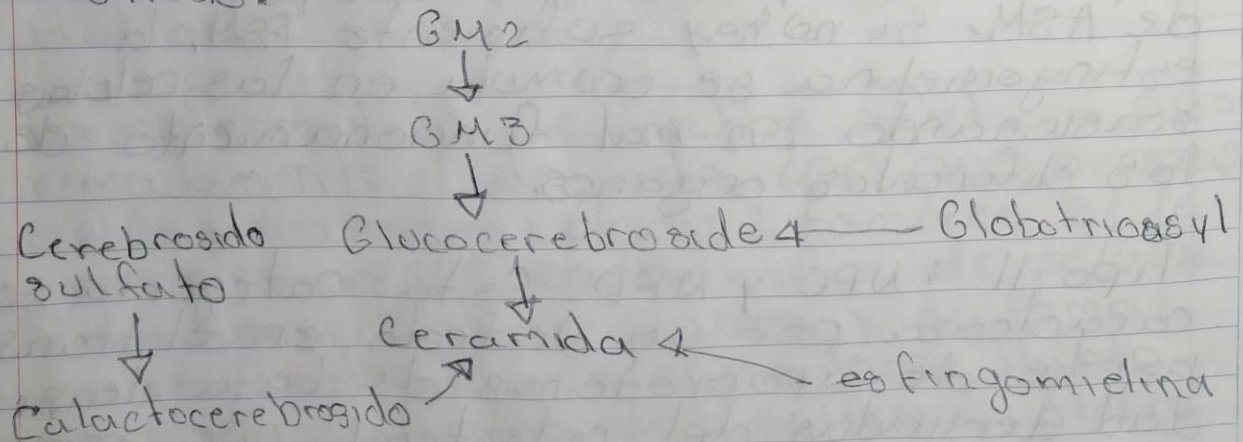 GM2
GM3
Cerebrosido Glucocerebroside Globotriaosyl
sulfato
Ceramida
esfingomielina
Galactocerebrosido